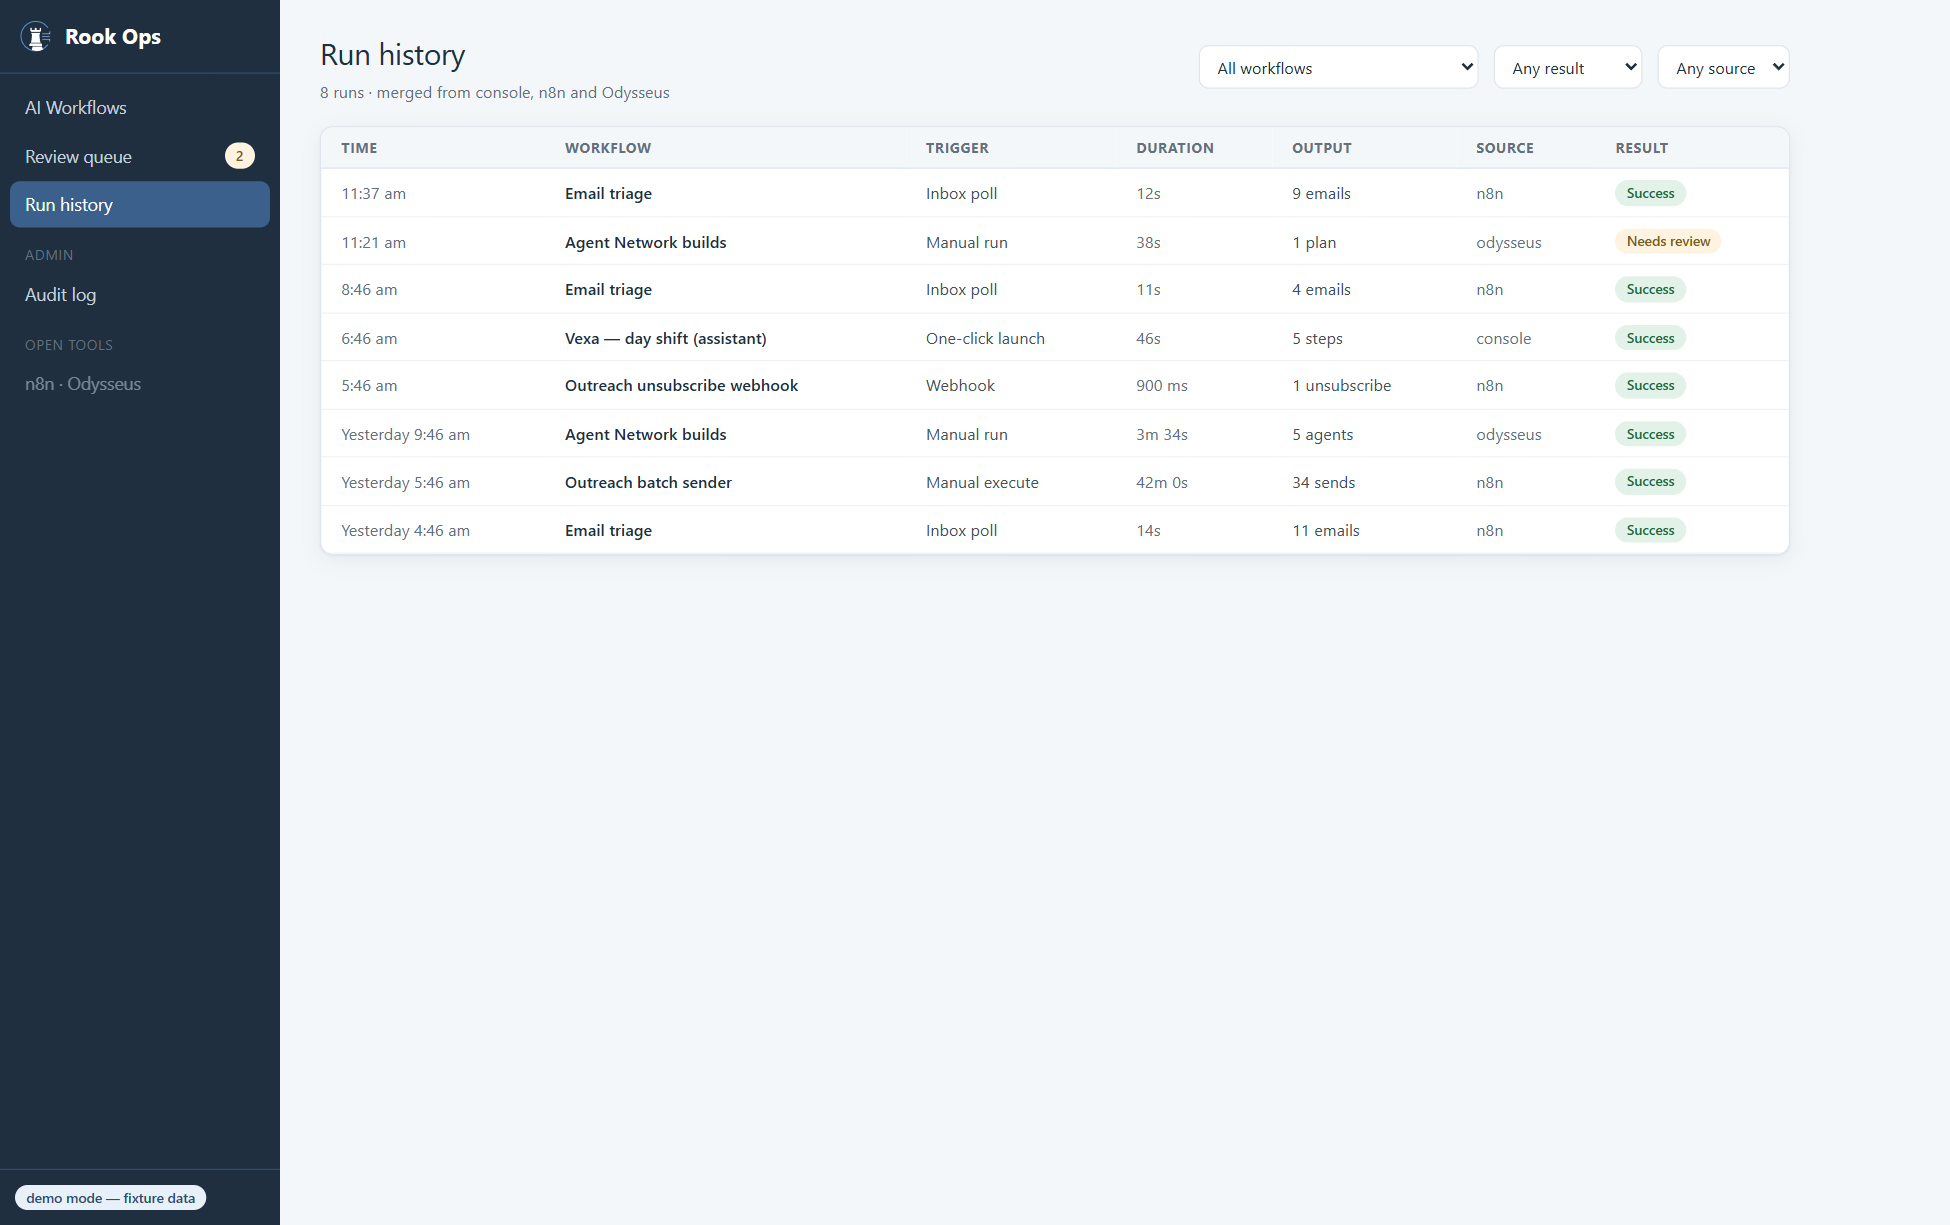 Rook Ops
AI Workflows
Review queue 2
Run history
ADMIN
Audit log
OPEN TOOLS
n8n · Odysseus
demo mode — fixture data
Run history
8 runs · merged from console, n8n and Odysseus
All workflows Any result Any source
TIME WORKFLOW TRIGGER DURATION OUTPUT SOURCE RESULT
11:37 am Email triage Inbox poll 12s 9 emails n8n Success
11:21 am Agent Network builds Manual run 38s 1 plan odysseus Needs review
8:46 am Email triage Inbox poll 11s 4 emails n8n Success
6:46 am Vexa — day shift (assistant) One-click launch 46s 5 steps console Success
5:46 am Outreach unsubscribe webhook Webhook 900 ms 1 unsubscribe n8n Success
Yesterday 9:46 am Agent Network builds Manual run 3m 34s 5 agents odysseus Success
Yesterday 5:46 am Outreach batch sender Manual execute 42m 0s 34 sends n8n Success
Yesterday 4:46 am Email triage Inbox poll 14s 11 emails n8n Success